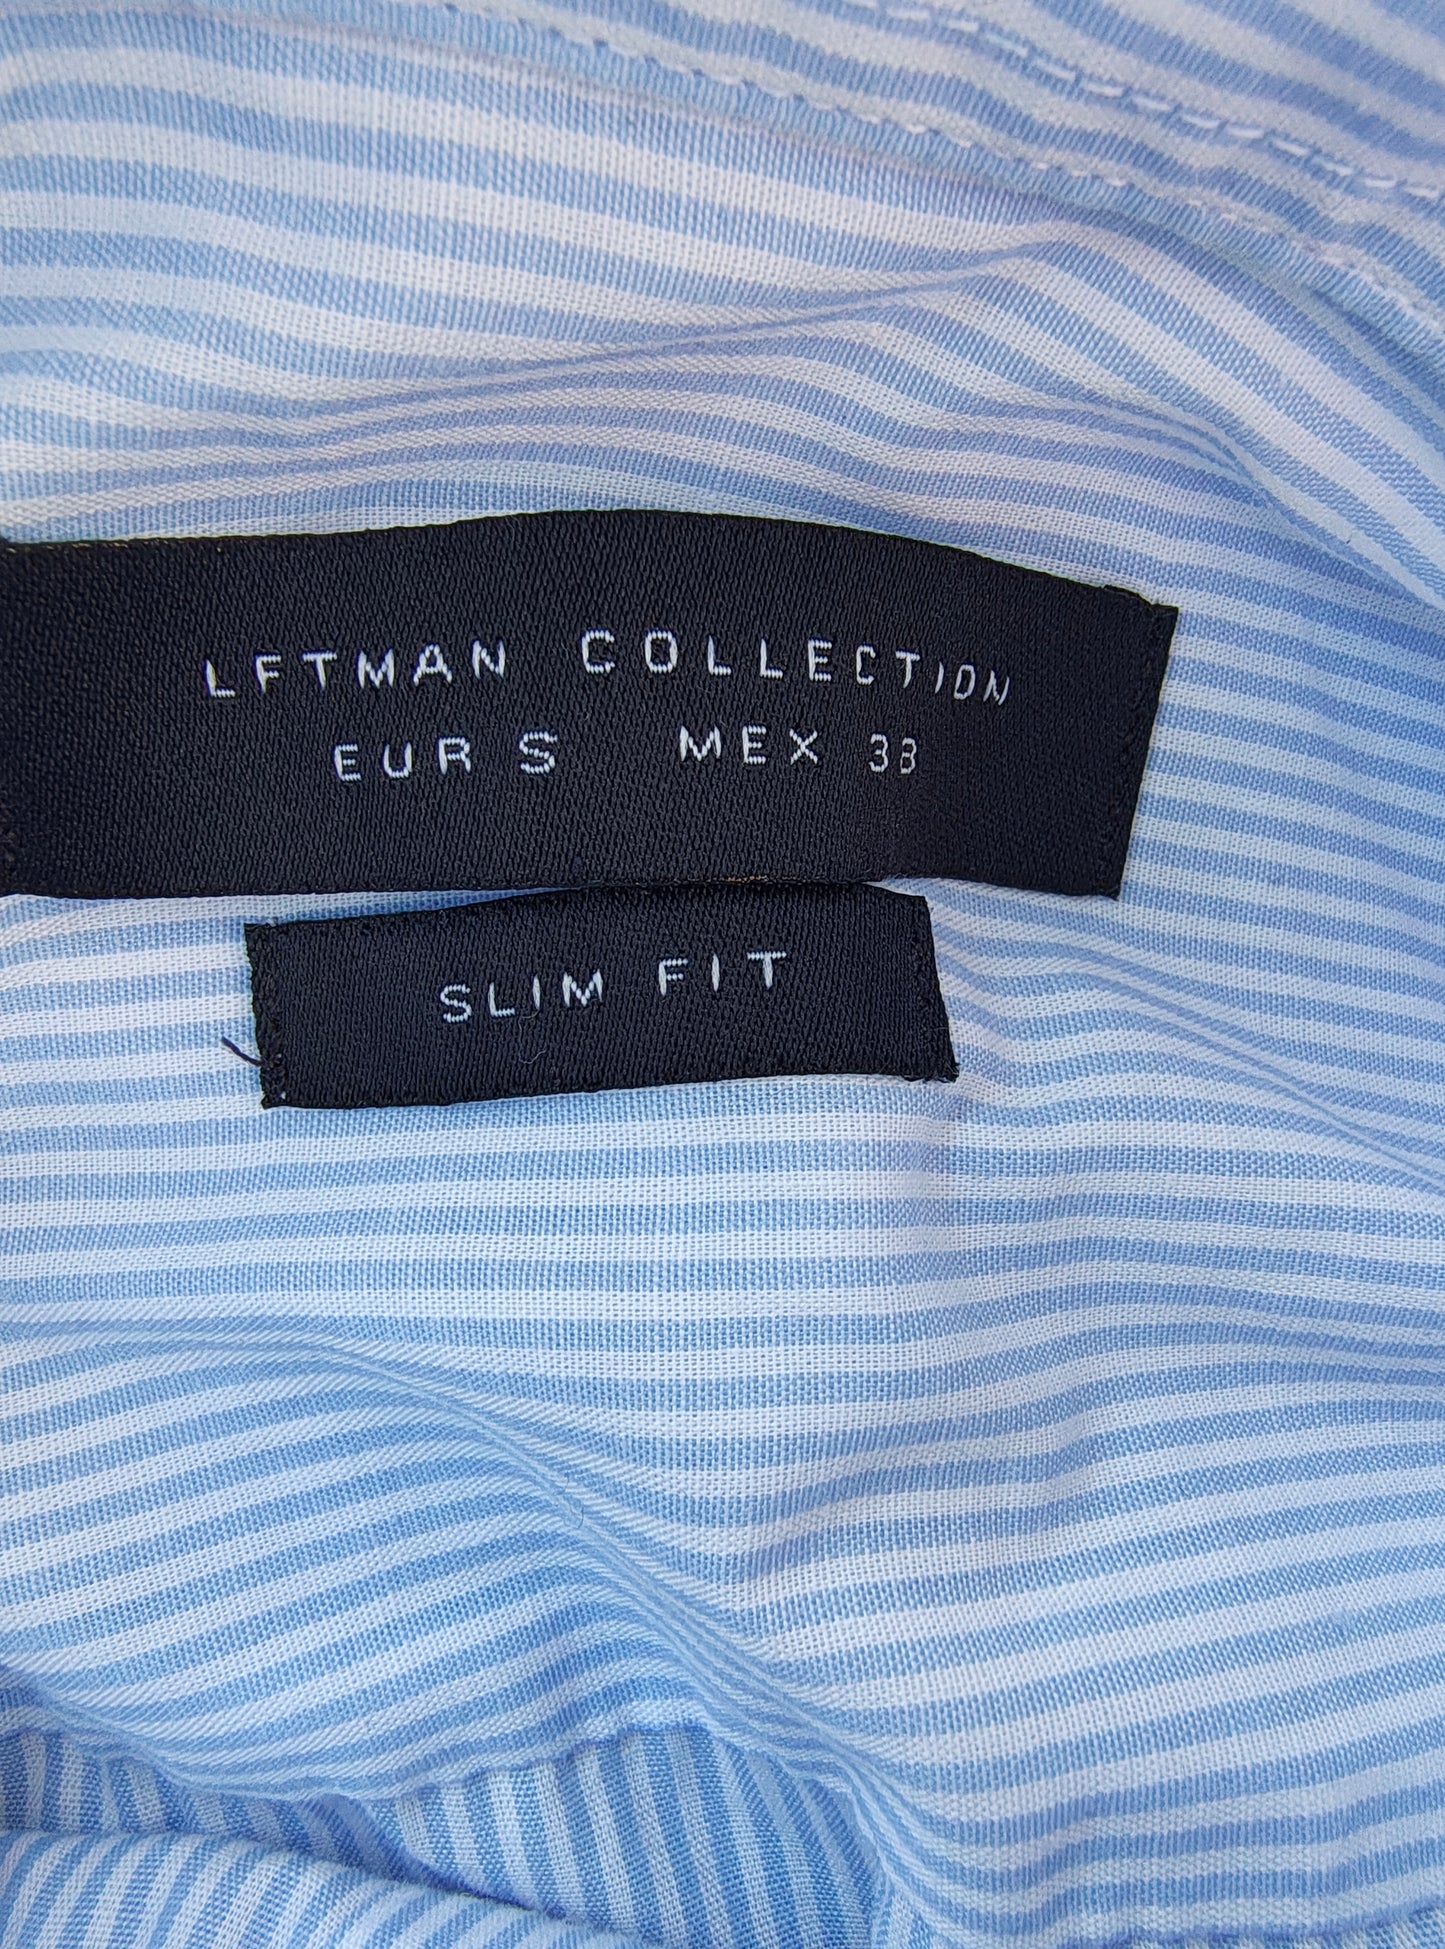 LFTMAN COLLECTION
EUR S MEX 38
SLIM FIT